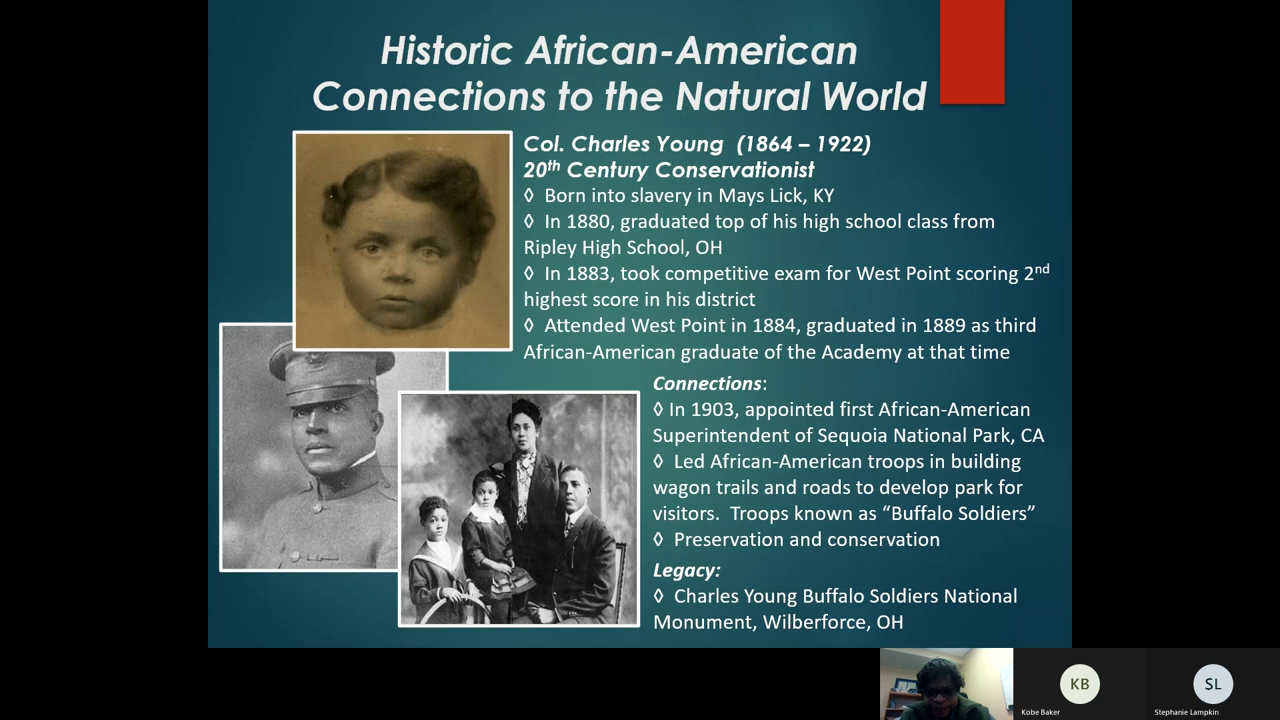 Historic African-American
Connections to the Natural World
Col. Charles Young (1864 – 1922)
20th Century Conservationist
◊ Born into slavery in Mays Lick, KY
◊ In 1880, graduated top of his high school class from
Ripley High School, OH
◊ In 1883, took competitive exam for West Point scoring 2nd
highest score in his district
◊ Attended West Point in 1884, graduated in 1889 as third
African-American graduate of the Academy at that time
Connections:
◊ In 1903, appointed first African-American
Superintendent of Sequoia National Park, CA
◊ Led African-American troops in building
wagon trails and roads to develop park for
visitors. Troops known as “Buffalo Soldiers”
◊ Preservation and conservation
Legacy:
◊ Charles Young Buffalo Soldiers National
Monument, Wilberforce, OH
KB
SL
Kobe Baker
Stephanie Lampkin